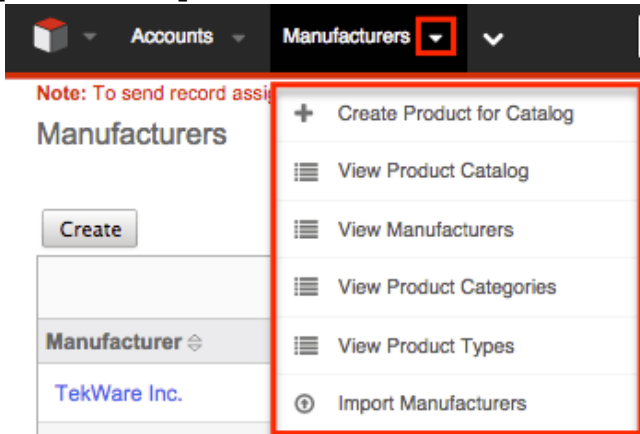 Accounts Manufacturers
Note: To send record assig
Manufacturers
Create
Manufacturer
TekWare Inc.
Create Product for Catalog
View Product Catalog
View Manufacturers
View Product Categories
View Product Types
Import Manufacturers